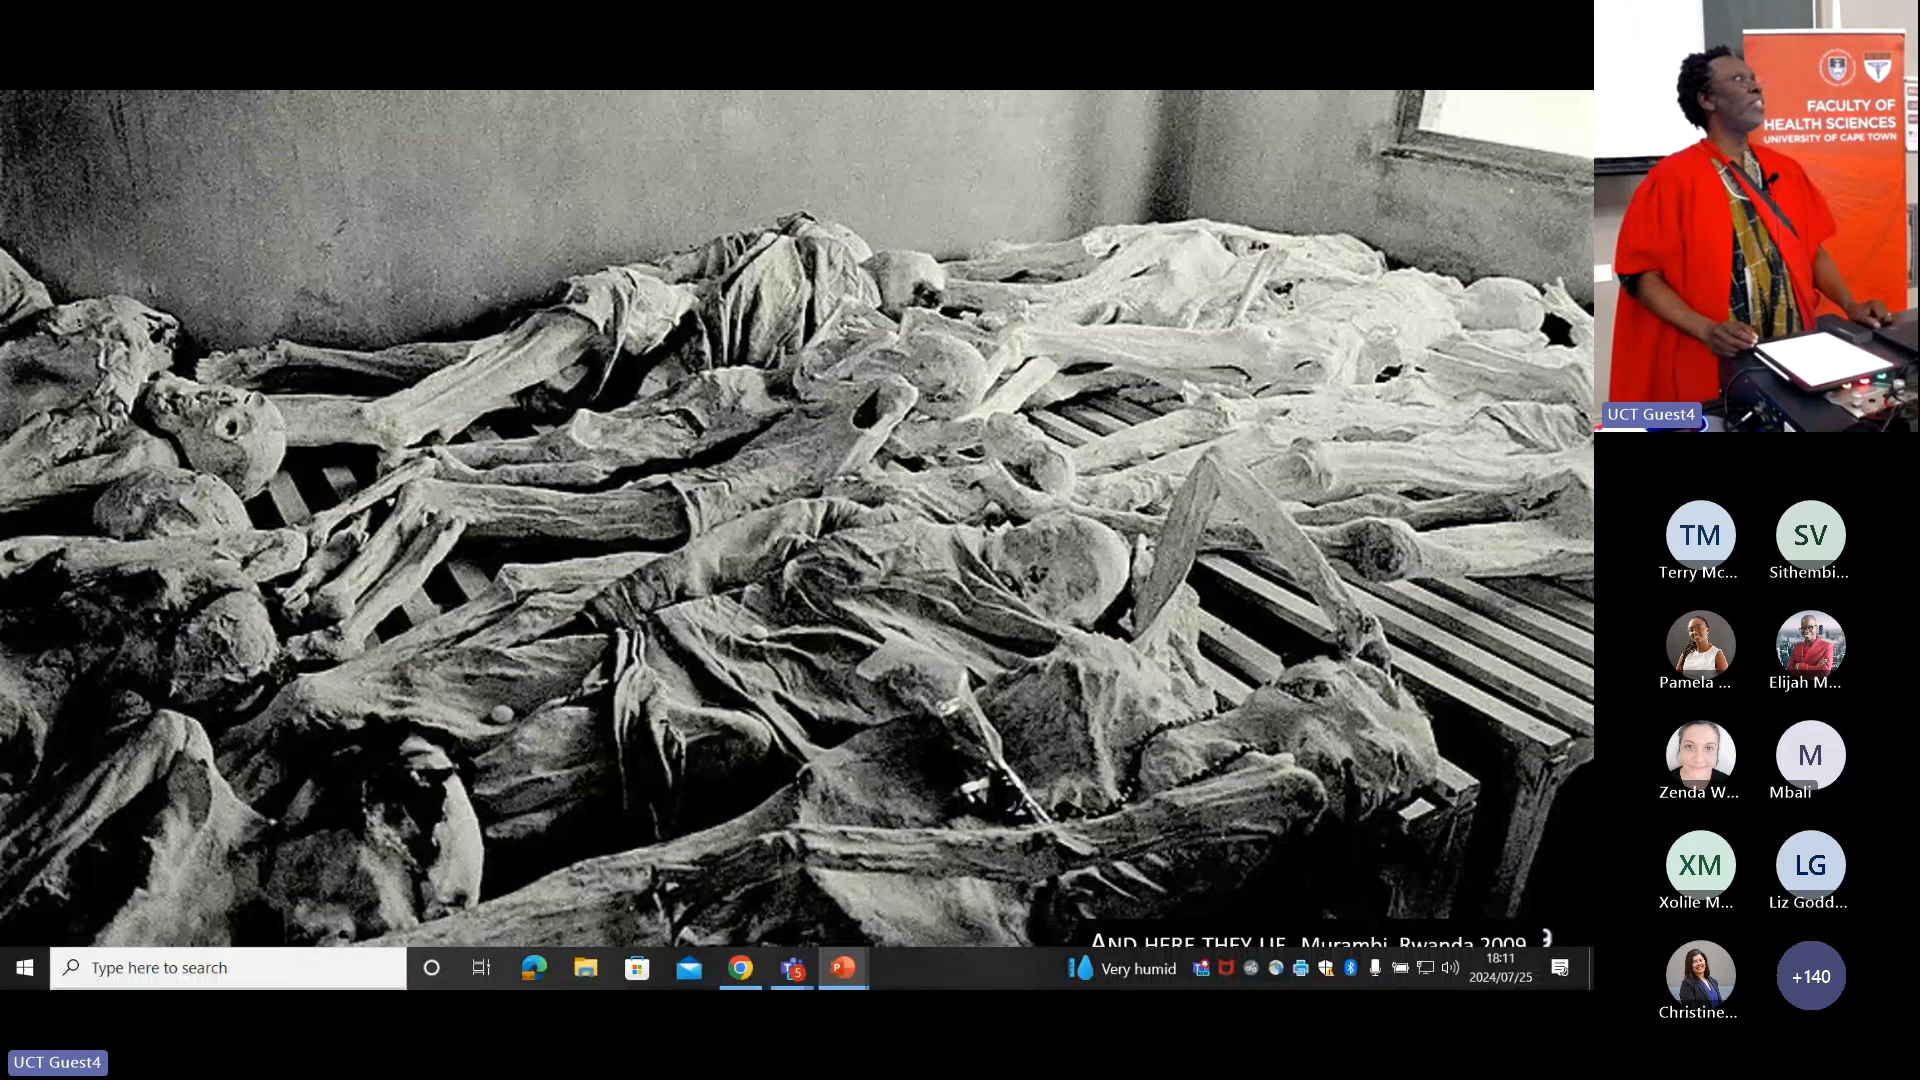 FACULTY OF
HEALTH SCIENCES
UNIVERSITY OF CAPE TOWN
UCT Guest4
TM
Terry Mc...
SV
Sithembi...
Pamela ...
Elijah M...
Zenda W...
M
Mbali
XM
Xolile M...
LG
Liz Godd...
Christine...
+140
AND HERE THEY LIE, Murambi, Rwanda 2009
Type here to search
Very humid
18:11
2024/07/25
UCT Guest4